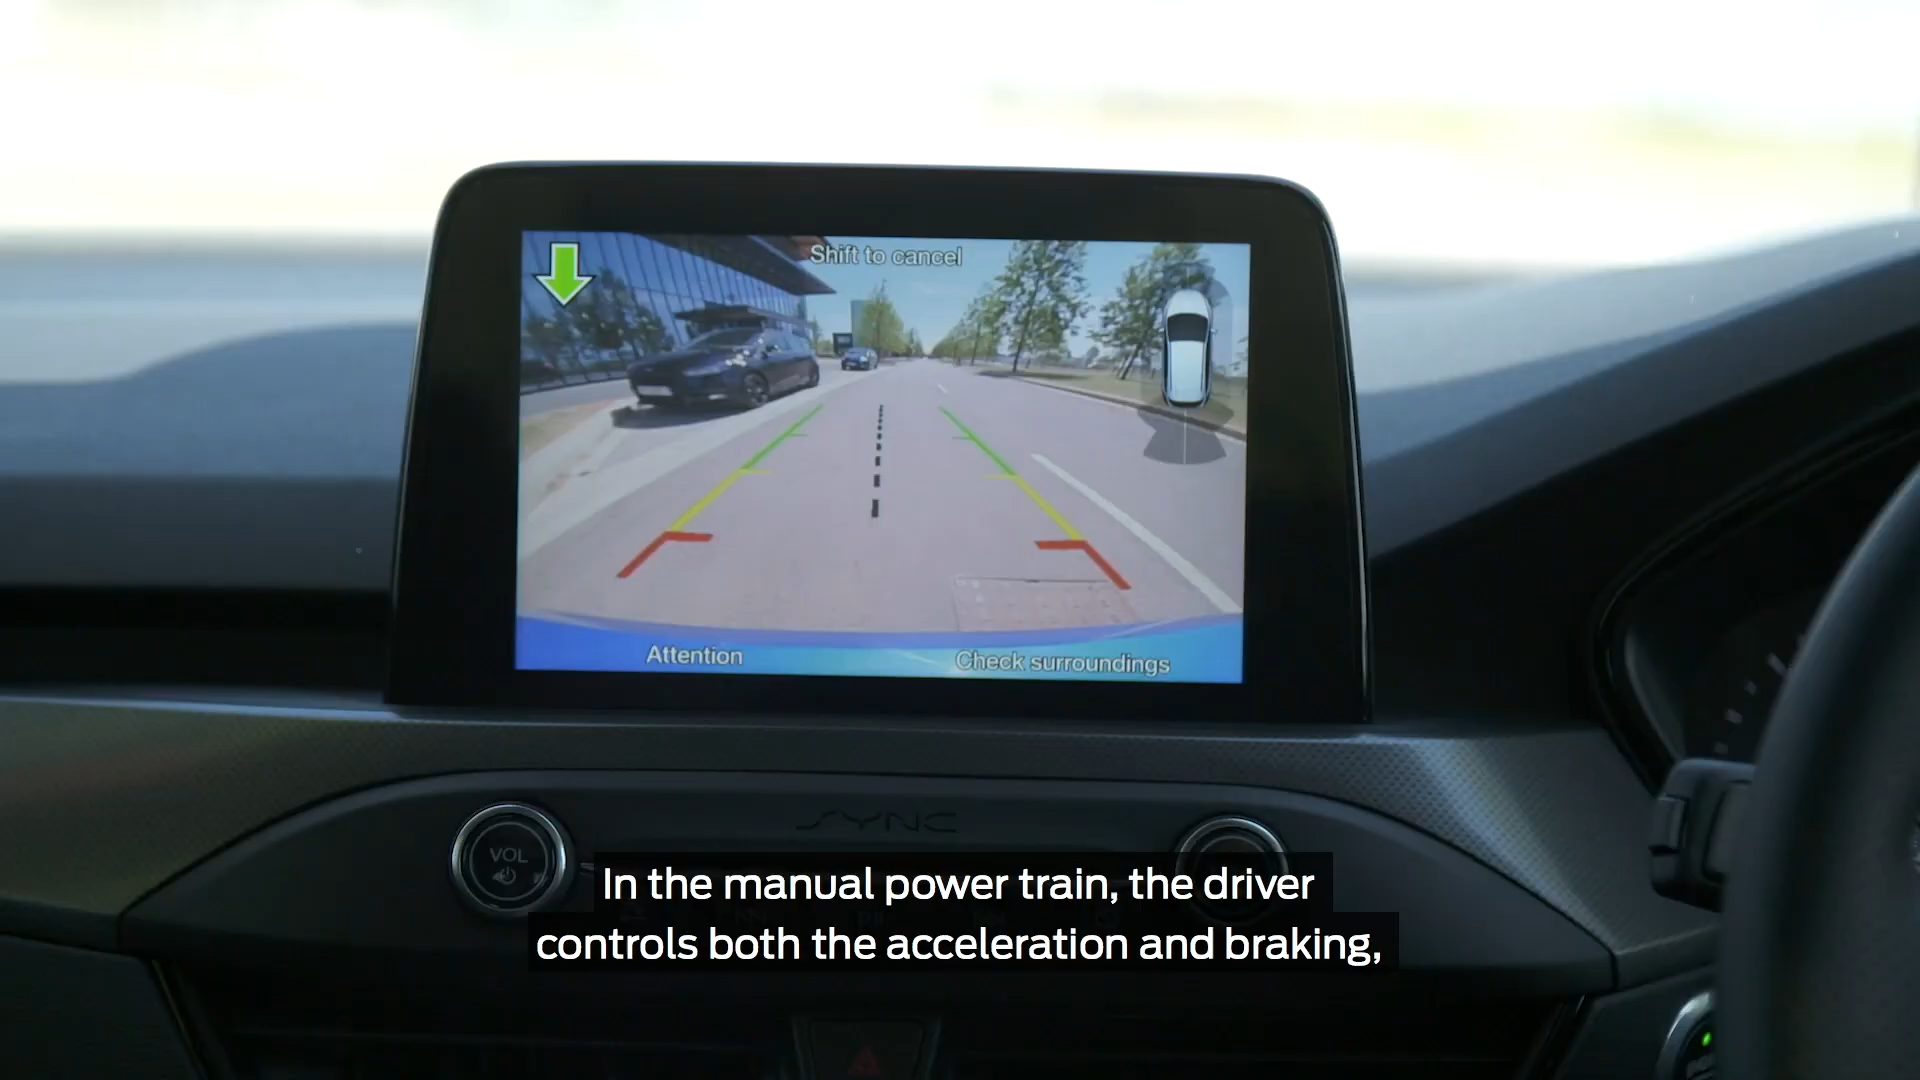 Shift to cancel
Attention
Check surroundings
SYNC
VOL
In the manual power train, the driver
controls both the acceleration and braking,